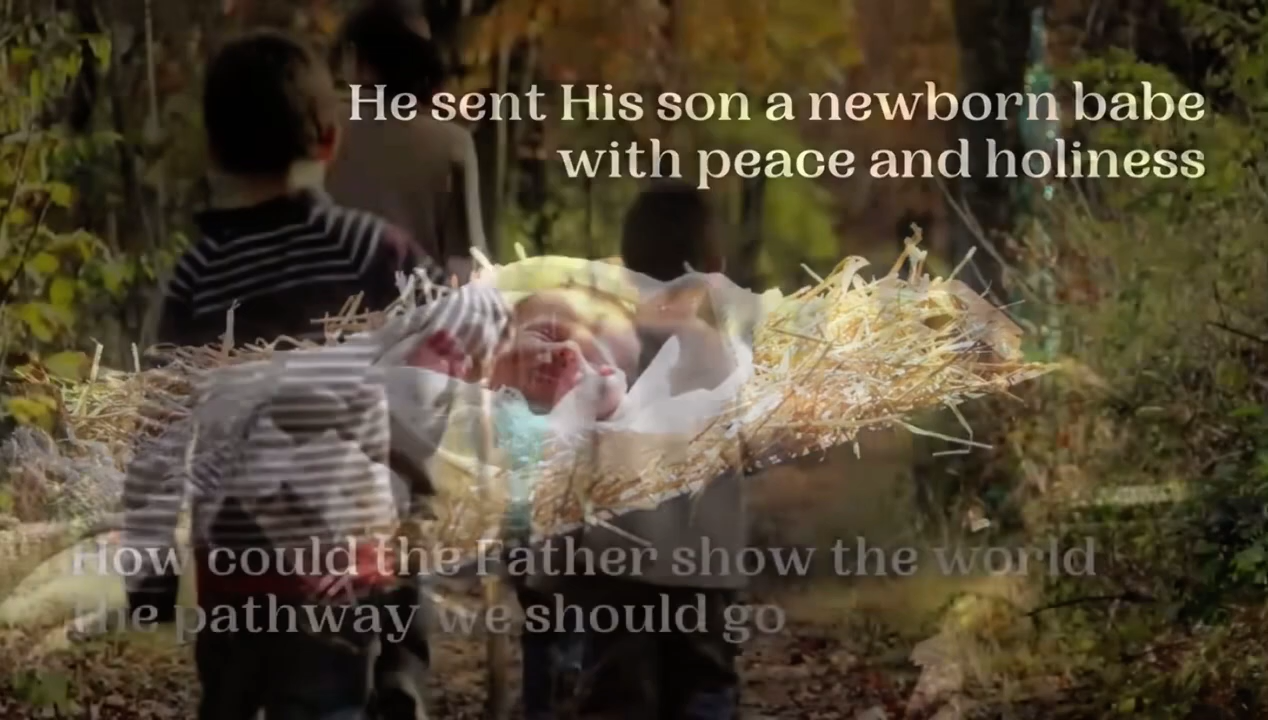 He sent His son a newborn babe
with peace and holiness
How could the Father show the world
the pathway we should go